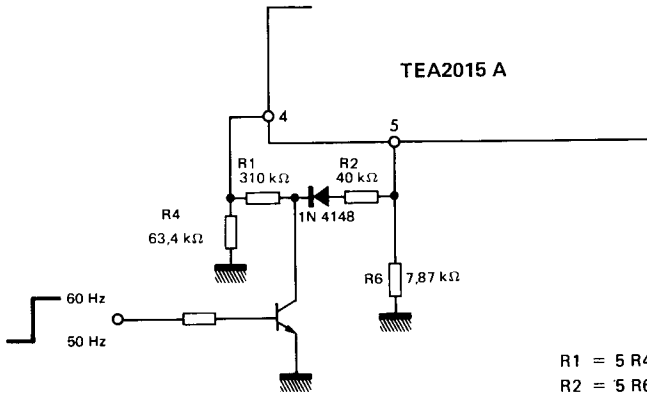 TEA2015 A
4
5
R1
310 kΩ
R2
40 kΩ
1N 4148
R4
63,4 kΩ
R6 7,87 kΩ
60 Hz
50 Hz
R1 = 5 R4
R2 = 5 R6